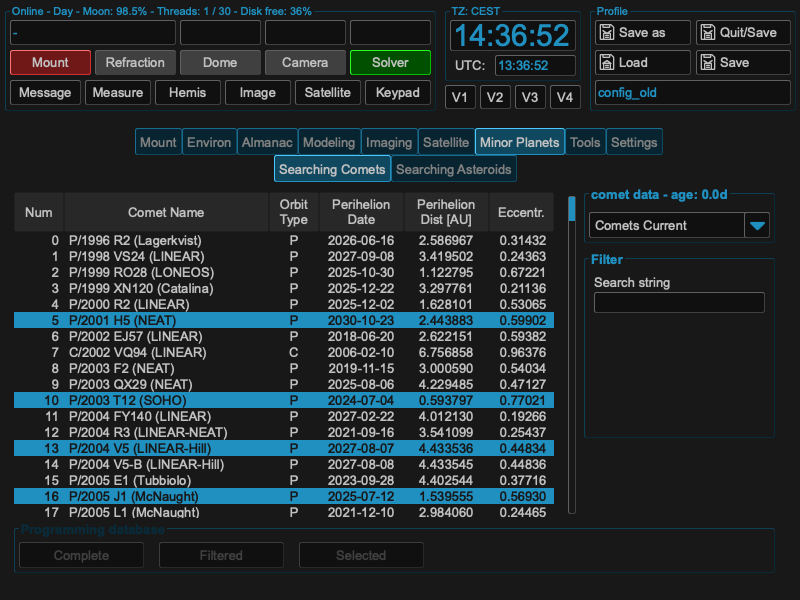 Online - Day - Moon: 98.5% - Threads: 1 / 30 - Disk free: 36%
TZ: CEST
Profile
-
14:36:52
Save as
Quit/Save
Mount
Refraction
Dome
Camera
Solver
UTC:
13:36:52
Load
Save
Message
Measure
Hemis
Image
Satellite
Keypad
V1
V2
V3
V4
config_old
Mount
Environ
Almanac
Modeling
Imaging
Satellite
Minor Planets
Tools
Settings
Searching Comets
Searching Asteroids
Num Comet Name Orbit Type Perihelion Date Perihelion Dist [AU] Eccentr.
0 P/1996 R2 (Lagerkvist) P 2026-06-16 2.586967 0.31432
1 P/1998 VS24 (LINEAR) P 2027-09-08 3.419502 0.24363
2 P/1999 RO28 (LONEOS) P 2025-10-30 1.122795 0.67221
3 P/1999 XN120 (Catalina) P 2025-12-22 3.297761 0.21136
4 P/2000 R2 (LINEAR) P 2025-12-02 1.628101 0.53065
5 P/2001 H5 (NEAT) P 2030-10-23 2.443883 0.59902
6 P/2002 EJ57 (LINEAR) P 2018-06-20 2.622151 0.59382
7 C/2002 VQ94 (LINEAR) C 2006-02-10 6.756858 0.96376
8 P/2003 F2 (NEAT) P 2019-11-15 3.000590 0.54034
9 P/2003 QX29 (NEAT) P 2025-08-06 4.229485 0.47127
10 P/2003 T12 (SOHO) P 2024-07-04 0.593797 0.77021
11 P/2004 FY140 (LINEAR) P 2027-02-22 4.012130 0.19266
12 P/2004 R3 (LINEAR-NEAT) P 2021-09-16 3.541099 0.25437
13 P/2004 V5 (LINEAR-Hill) P 2027-08-07 4.433536 0.44834
14 P/2004 V5-B (LINEAR-Hill) P 2027-08-08 4.433545 0.44836
15 P/2005 E1 (Tubbiolo) P 2023-09-28 4.402544 0.37716
16 P/2005 J1 (McNaught) P 2025-07-12 1.539555 0.56930
17 P/2005 L1 (McNaught) P 2021-12-10 2.984060 0.24465
comet data - age: 0.0d
Comets Current
Filter
Search string
Programming database
Complete
Filtered
Selected